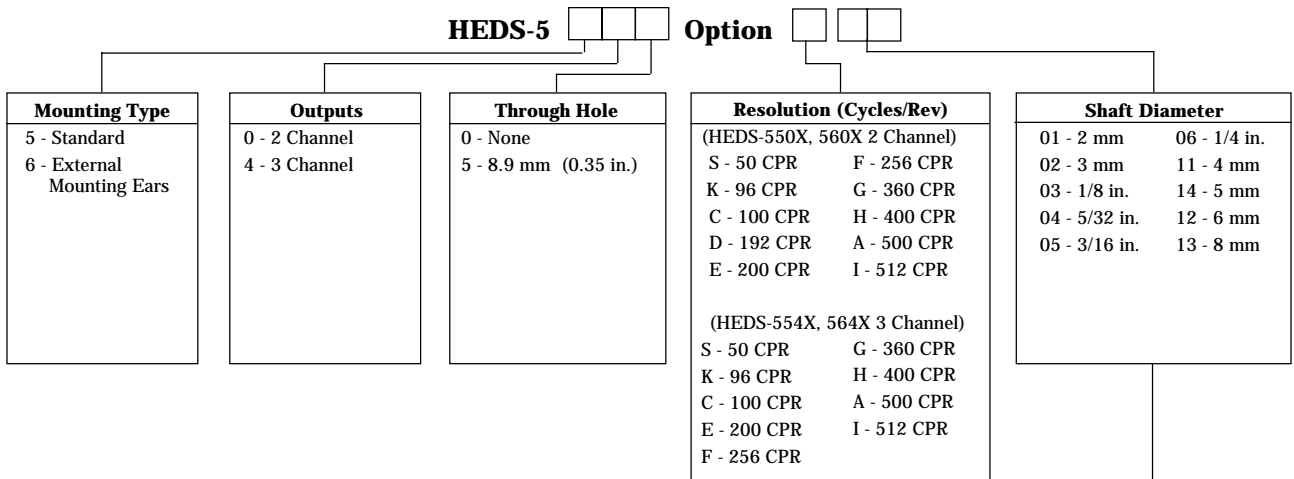 HEDS-5 Option
Mounting Type
5 - Standard
6 - External
Mounting Ears
Outputs
0 - 2 Channel
4 - 3 Channel
Through Hole
0 - None
5 - 8.9 mm (0.35 in.)
Resolution (Cycles/Rev)
(HEDS-550X, 560X 2 Channel)
S - 50 CPR F - 256 CPR
K - 96 CPR G - 360 CPR
C - 100 CPR H - 400 CPR
D - 192 CPR A - 500 CPR
E - 200 CPR I - 512 CPR
(HEDS-554X, 564X 3 Channel)
S - 50 CPR G - 360 CPR
K - 96 CPR H - 400 CPR
C - 100 CPR A - 500 CPR
E - 200 CPR I - 512 CPR
F - 256 CPR
Shaft Diameter
01 - 2 mm 06 - 1/4 in.
02 - 3 mm 11 - 4 mm
03 - 1/8 in. 14 - 5 mm
04 - 5/32 in. 12 - 6 mm
05 - 3/16 in. 13 - 8 mm